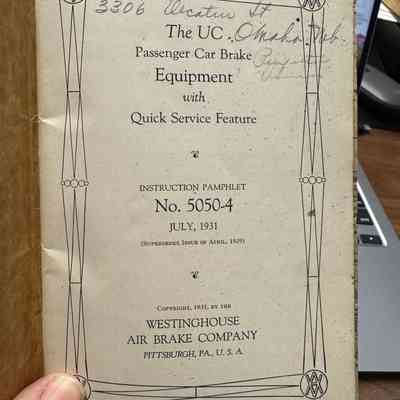 3306 Decatur St
The UC Omaha Neb.
Passenger Car Brake
Equipment
with
Quick Service Feature
INSTRUCTION PAMPHLET
No. 5050-4
JULY, 1931
(SUPERSEDES ISSUE OF APRIL, 1929)
COPYRIGHT, 1931, BY THE
WESTINGHOUSE
AIR BRAKE COMPANY
PITTSBURGH, PA., U. S. A.